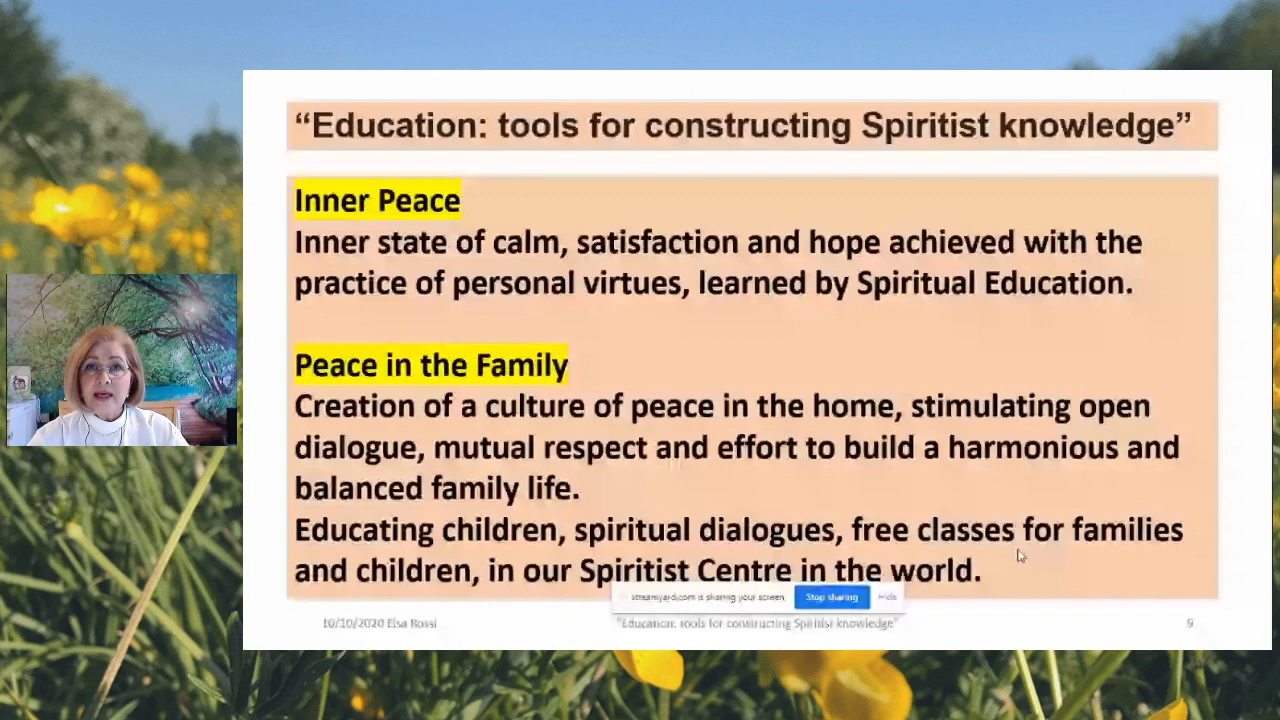 “Education: tools for constructing Spiritist knowledge”
Inner Peace
Inner state of calm, satisfaction and hope achieved with the
practice of personal virtues, learned by Spiritual Education.
Peace in the Family
Creation of a culture of peace in the home, stimulating open
dialogue, mutual respect and effort to build a harmonious and
balanced family life.
Educating children, spiritual dialogues, free classes for families
and children, in our Spiritist Centre in the world.
streamyard.com is sharing your screen Stop sharing Hide
10/10/2020 Elsa Rossi “Education: tools for constructing Spiritist knowledge” 9